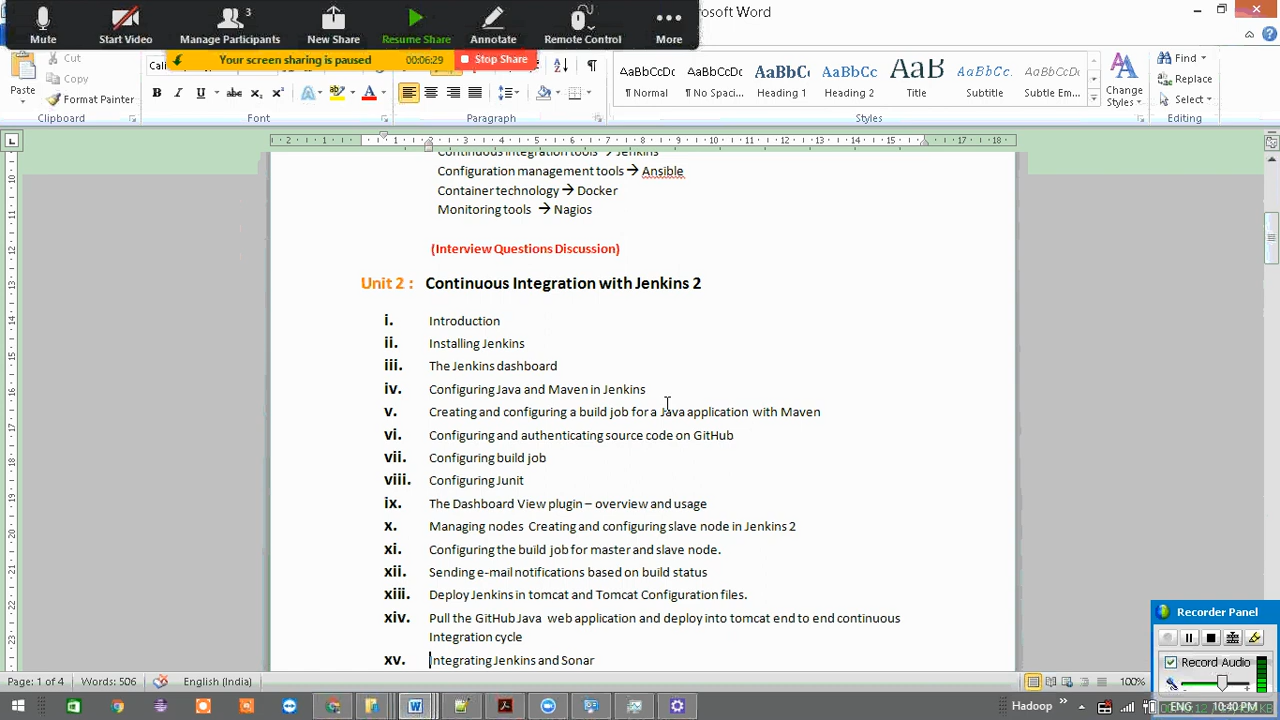 rosoft Word
3
Mute
Start Video
Manage Participants
New Share
Resume Share
Annotate
Remote Control
More
Your screen sharing is paused
00:06:29
Stop Share
Cut
Copy
Format Painter
Paste
Clipboard
Cali
Font
Paragraph
AaBbCcDc
¶ Normal
AaBbCcDc
¶ No Spaci...
AaBbCc
Heading 1
AaBbCc
Heading 2
AaB
Title
AaBbCc.
Subtitle
AaBbCcDc
Subtle Em...
Change
Styles
Styles
Find
Replace
Select
Editing
Continuous integration tools → Jenkins
Configuration management tools → Ansible
Container technology → Docker
Monitoring tools → Nagios
(Interview Questions Discussion)
Unit 2 : Continuous Integration with Jenkins 2
i. Introduction
ii. Installing Jenkins
iii. The Jenkins dashboard
iv. Configuring Java and Maven in Jenkins
v. Creating and configuring a build job for a Java application with Maven
vi. Configuring and authenticating source code on GitHub
vii. Configuring build job
viii. Configuring Junit
ix. The Dashboard View plugin – overview and usage
x. Managing nodes Creating and configuring slave node in Jenkins 2
xi. Configuring the build job for master and slave node.
xii. Sending e-mail notifications based on build status
xiii. Deploy Jenkins in tomcat and Tomcat Configuration files.
xiv. Pull the GitHub Java web application and deploy into tomcat end to end continuous
Integration cycle
xv. Integrating Jenkins and Sonar
Recorder Panel
Record Audio
Page: 1 of 4
Words: 506
English (India)
100%
Hadoop
ENG
10:40 PM